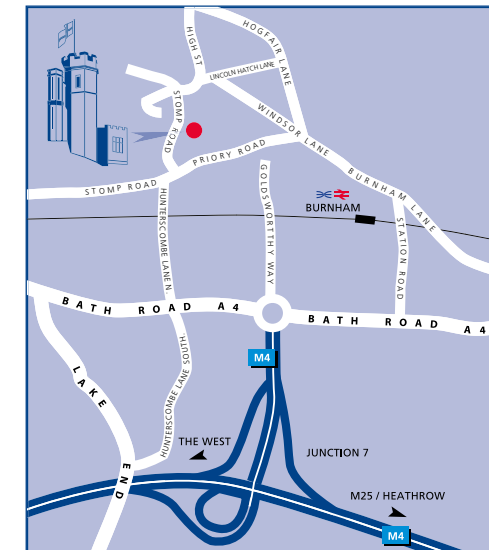 HIGH ST
HOGFAIR LANE
LINCOLN HATCH LANE
STOMP ROAD
WINDSOR LANE
PRIORY ROAD
STOMP ROAD
BURNHAM LANE
GOLDSWORTTHY WAY
HUNTERSCOMBE LANE N
BURNHAM
STATION ROAD
BATH ROAD A4
BATH ROAD A4
M4
LAKE END
HUNTERSCOMBE LANE SOUTH
THE WEST
JUNCTION 7
M25 / HEATHROW
M4